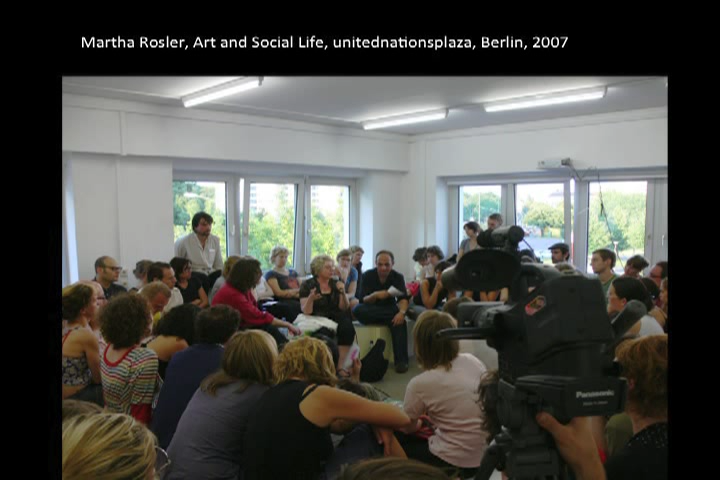 Martha Rosler, Art and Social Life, unitednationsplaza, Berlin, 2007
Panasonic